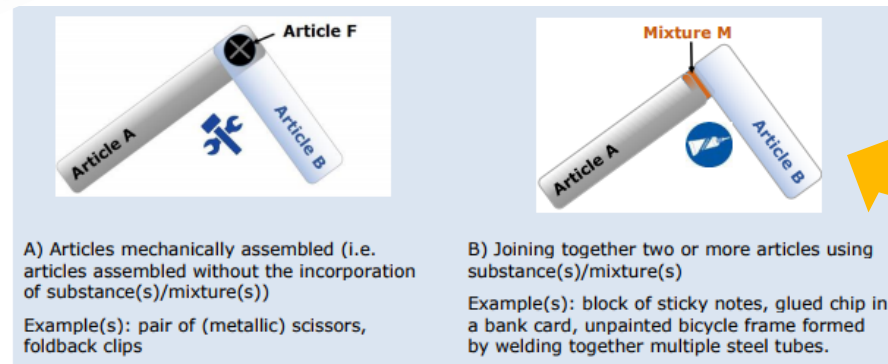 Article F
Article A
Article B
Mixture M
Article A
Article B
A) Articles mechanically assembled (i.e.
articles assembled without the incorporation
of substance(s)/mixture(s))
Example(s): pair of (metallic) scissors,
foldback clips
B) Joining together two or more articles using
substance(s)/mixture(s)
Example(s): block of sticky notes, glued chip in
a bank card, unpainted bicycle frame formed
by welding together multiple steel tubes.